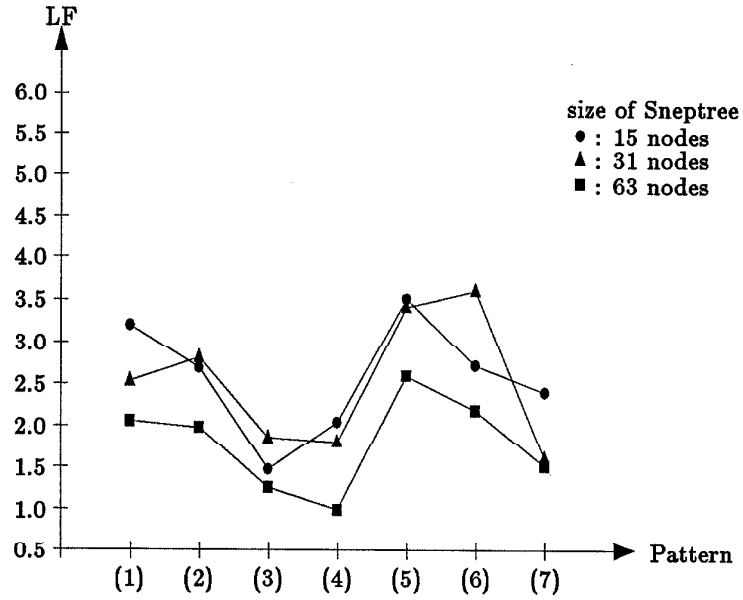 LF
6.0
5.5
5.0
4.5
4.0
3.5
3.0
2.5
2.0
1.5
1.0
0.5
size of Sneptree
● : 15 nodes
▲ : 31 nodes
■ : 63 nodes
(1) (2) (3) (4) (5) (6) (7)
Pattern